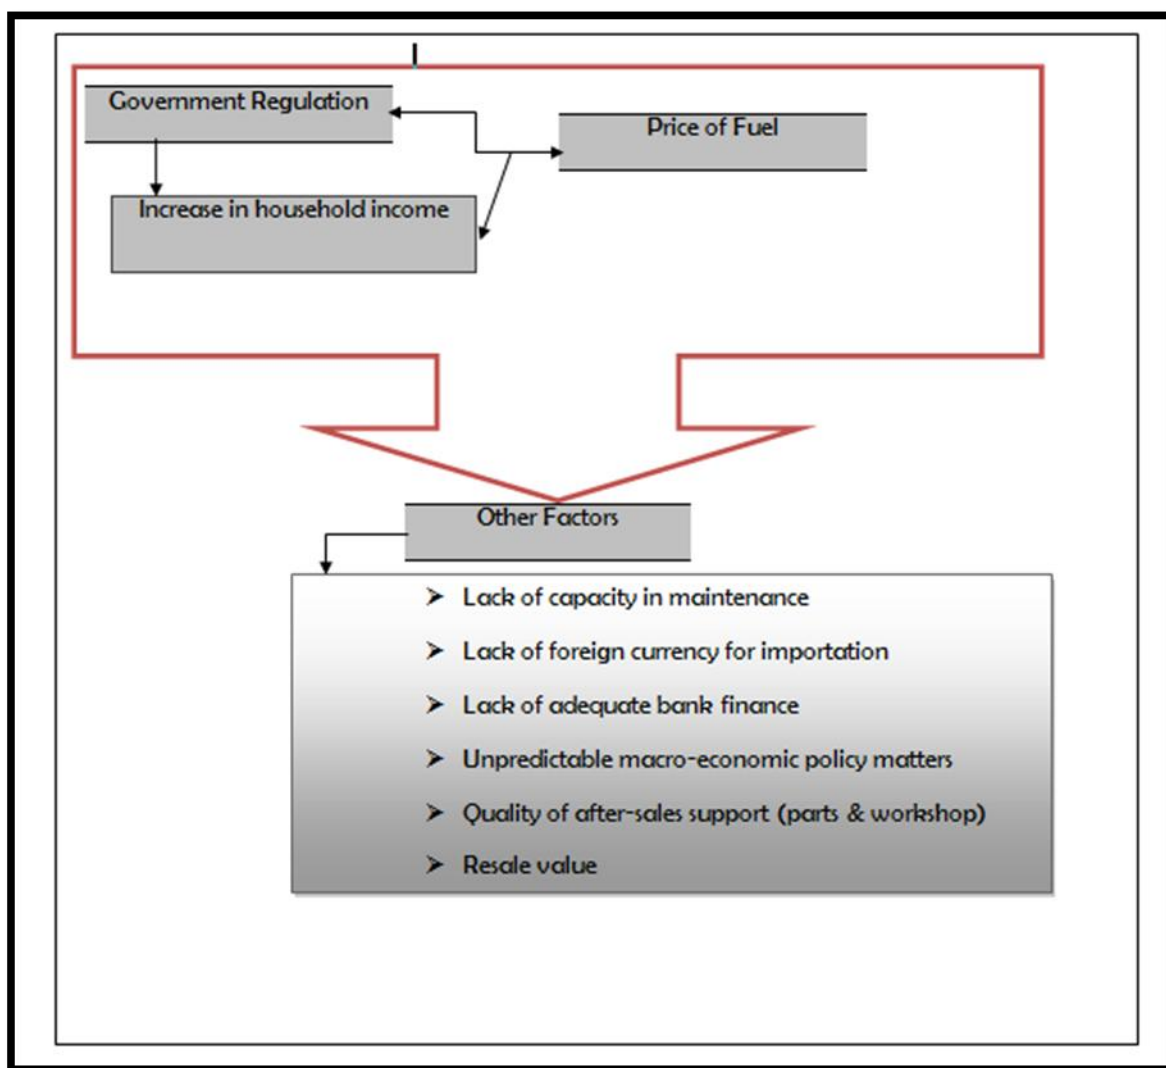 Government Regulation
Price of Fuel
Increase in household income
Other Factors
➤ Lack of capacity in maintenance
➤ Lack of foreign currency for importation
➤ Lack of adequate bank finance
➤ Unpredictable macro-economic policy matters
➤ Quality of after-sales support (parts & workshop)
➤ Resale value